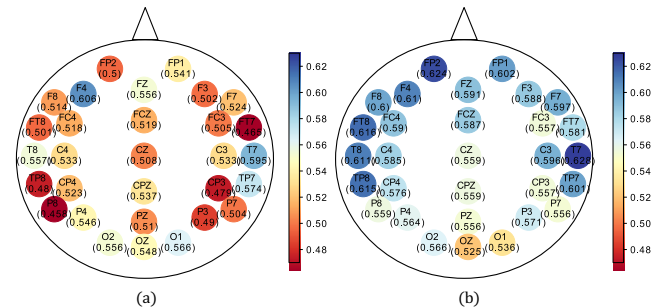 FP2
(0.5)
FP1
(0.541)
F8
(0.514)
F4
(0.606)
FZ
(0.556)
F3
(0.502)
F7
(0.524)
FT8
(0.501)
FC4
(0.518)
FCZ
(0.519)
FC3
(0.505)
FT7
(0.465)
T8
(0.557)
C4
(0.533)
CZ
(0.508)
C3
(0.533)
T7
(0.595)
TP8
(0.48)
CP4
(0.523)
CPZ
(0.537)
CP3
(0.479)
TP7
(0.574)
P8
(0.458)
P4
(0.546)
PZ
(0.51)
P3
(0.49)
P7
(0.504)
O2
(0.556)
OZ
(0.548)
O1
(0.566)
0.62
0.60
0.58
0.56
0.54
0.52
0.50
0.48
(a)
FP2
(0.624)
FP1
(0.602)
F8
(0.6)
F4
(0.61)
FZ
(0.591)
F3
(0.588)
F7
(0.597)
FT8
(0.616)
FC4
(0.59)
FCZ
(0.587)
FC3
(0.557)
FT7
(0.581)
T8
(0.611)
C4
(0.585)
CZ
(0.559)
C3
(0.596)
T7
(0.628)
TP8
(0.615)
CP4
(0.576)
CPZ
(0.559)
CP3
(0.557)
TP7
(0.601)
P8
(0.559)
P4
(0.564)
PZ
(0.556)
P3
(0.571)
P7
(0.556)
O2
(0.566)
OZ
(0.525)
O1
(0.536)
0.62
0.60
0.58
0.56
0.54
0.52
0.50
0.48
(b)